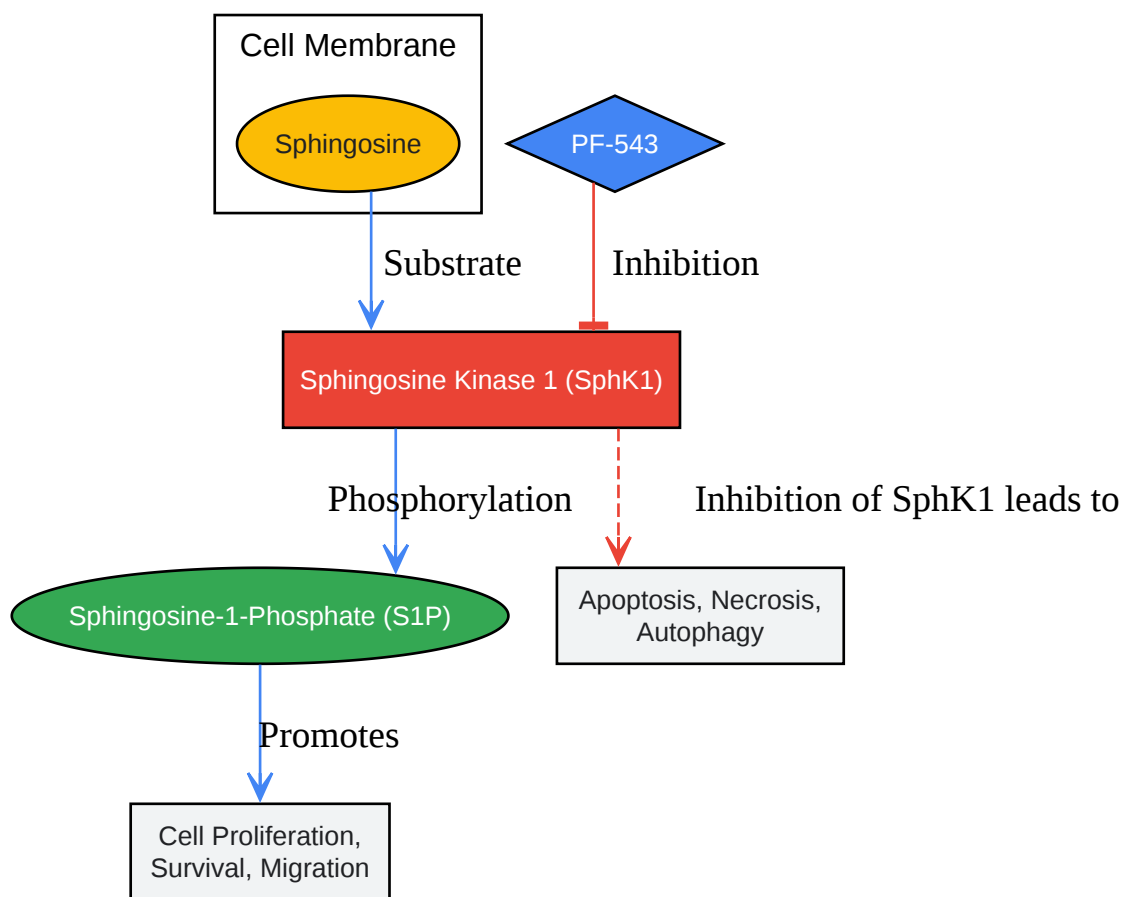 Cell Membrane
Sphingosine
PF-543
Substrate
Inhibition
Sphingosine Kinase 1 (SphK1)
Phosphorylation
Inhibition of SphK1 leads to
Sphingosine-1-Phosphate (S1P)
Apoptosis, Necrosis,
Autophagy
Promotes
Cell Proliferation,
Survival, Migration